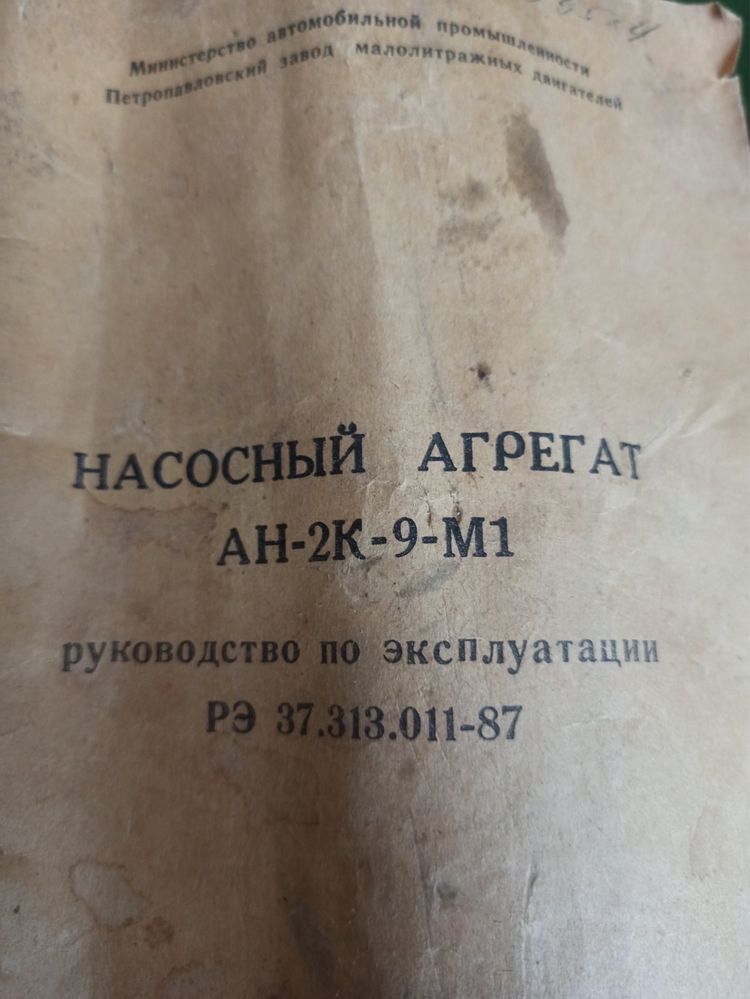 Министерство автомобильной промышленности
Петропавловский завод малолитражных двигателей
НАСОСНЫЙ АГРЕГАТ
АН-2К-9-М1
руководство по эксплуатации
РЭ 37.313.011-87